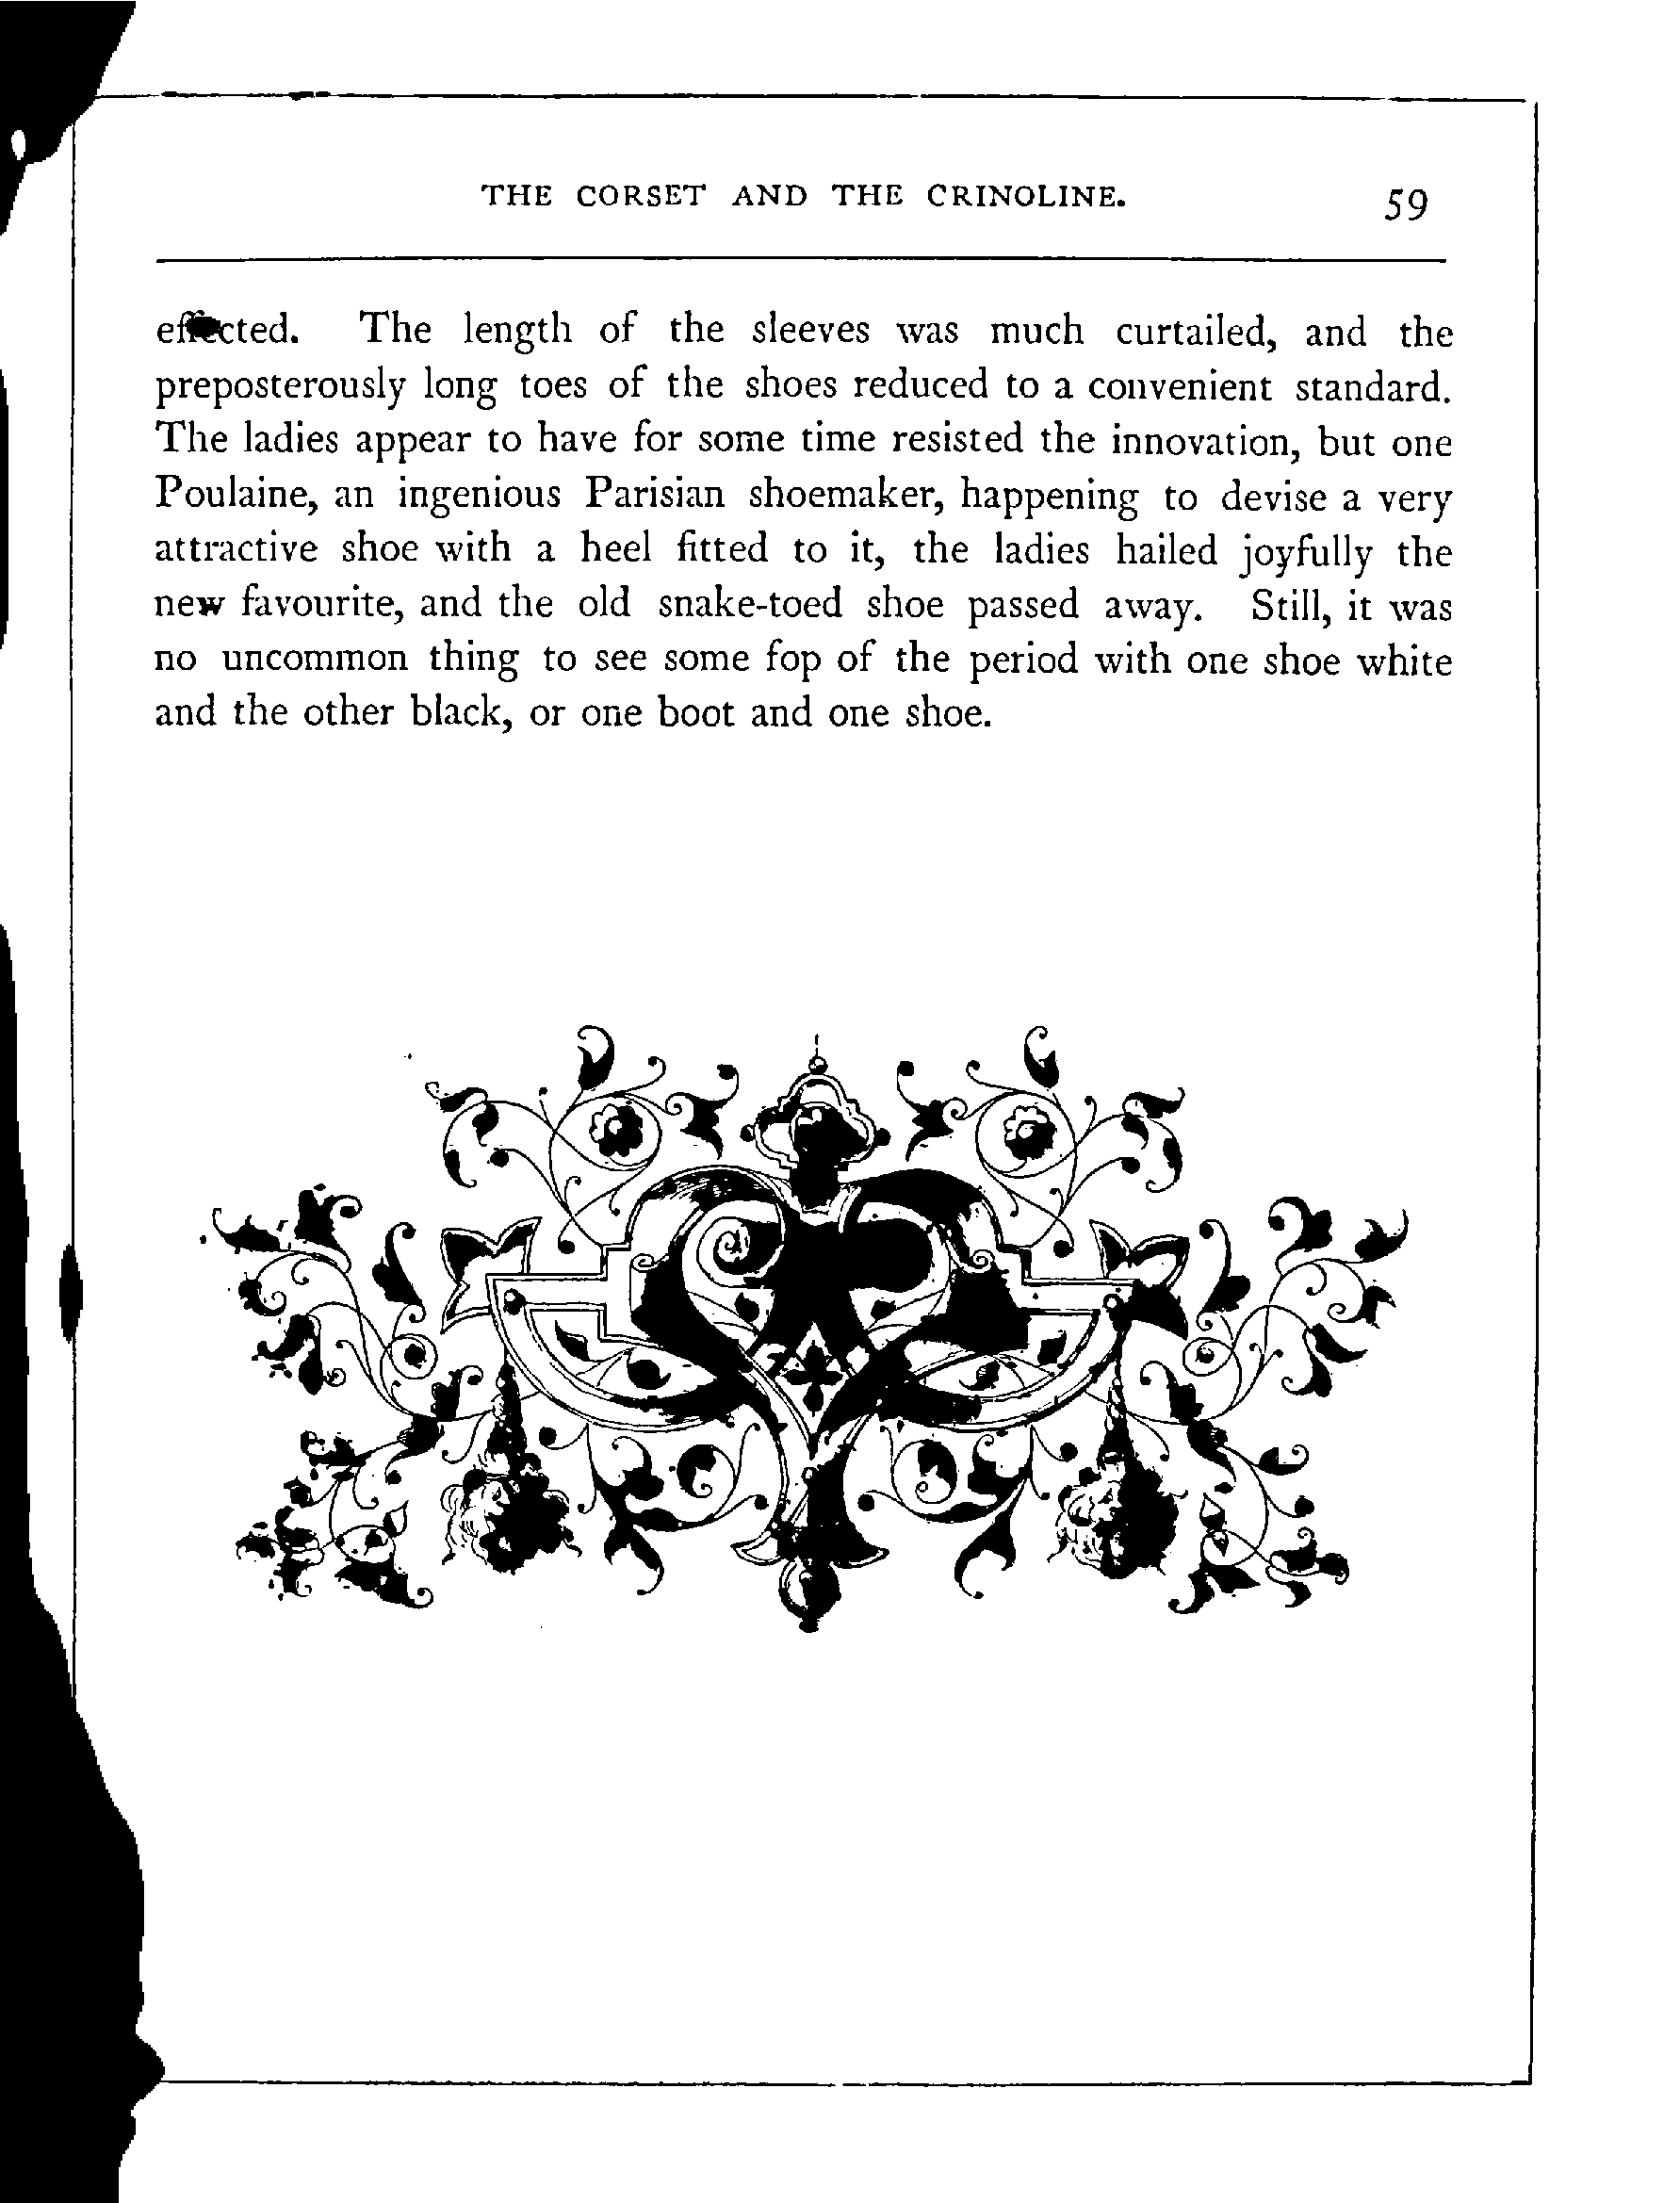 THE CORSET AND THE CRINOLINE. 59
effected. The length of the sleeves was much curtailed, and the
preposterously long toes of the shoes reduced to a convenient standard.
The ladies appear to have for some time resisted the innovation, but one
Poulaine, an ingenious Parisian shoemaker, happening to devise a very
attractive shoe with a heel fitted to it, the ladies hailed joyfully the
new favourite, and the old snake-toed shoe passed away. Still, it was
no uncommon thing to see some fop of the period with one shoe white
and the other black, or one boot and one shoe.